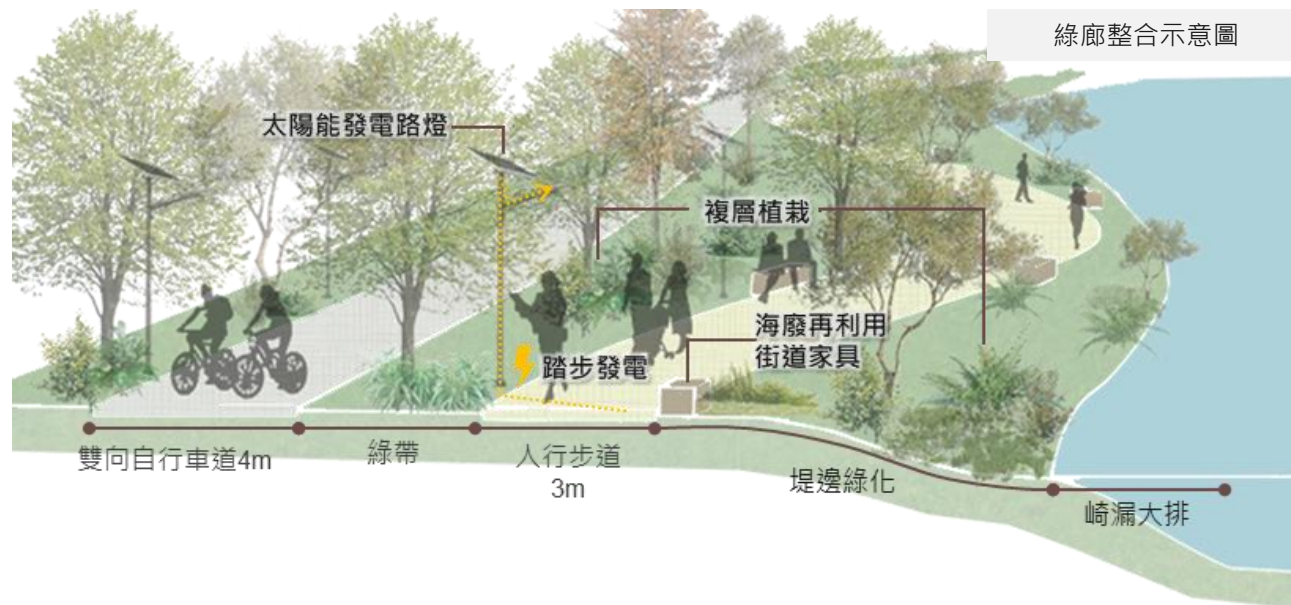 綠廊整合示意圖
太陽能發電路燈
複層植栽
海廢再利用
街道家具
踏步發電
雙向自行車道4m
綠帶
人行步道
3m
堤邊綠化
崎漏大排